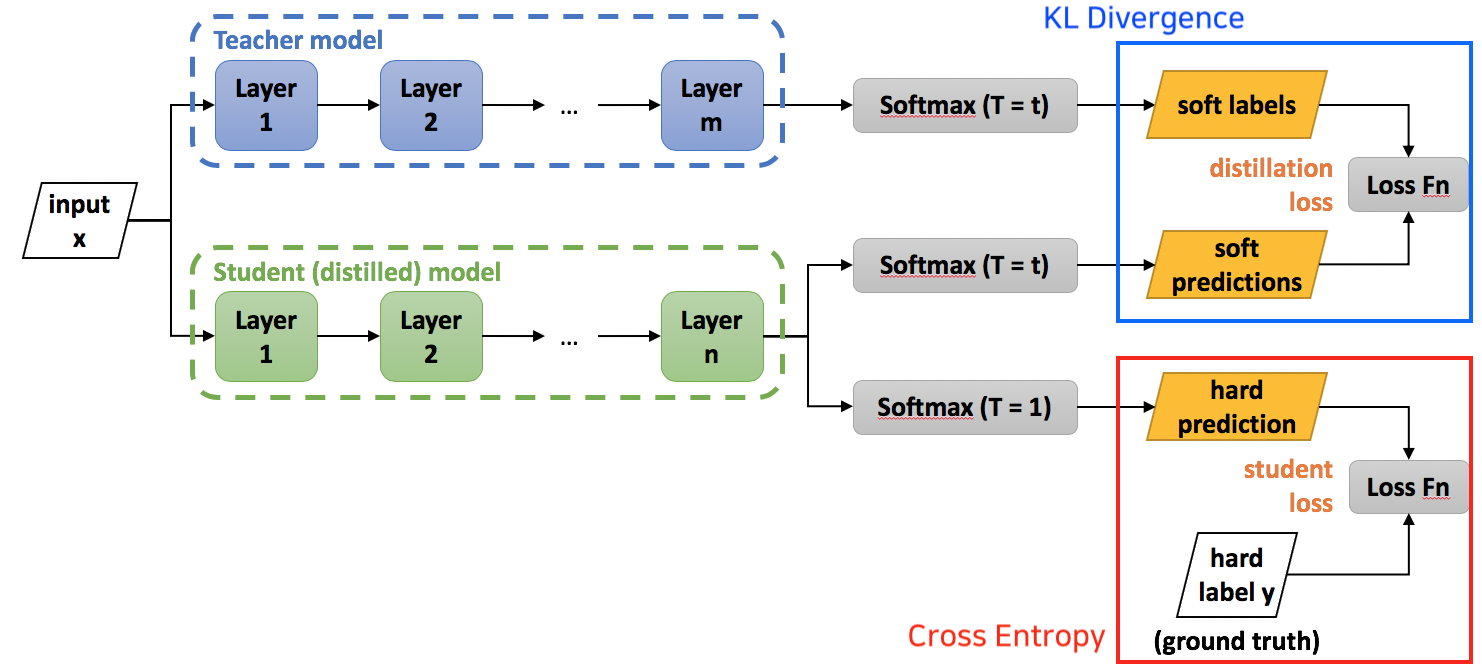 KL Divergence
Teacher model
Layer
1
Layer
2
...
Layer
m
Softmax (T = t)
soft labels
distillation
loss
Loss Fn
input
x
Student (distilled) model
Layer
1
Layer
2
...
Layer
n
Softmax (T = t)
soft
predictions
Softmax (T = 1)
hard
prediction
student
loss
Loss Fn
hard
label y
(ground truth)
Cross Entropy